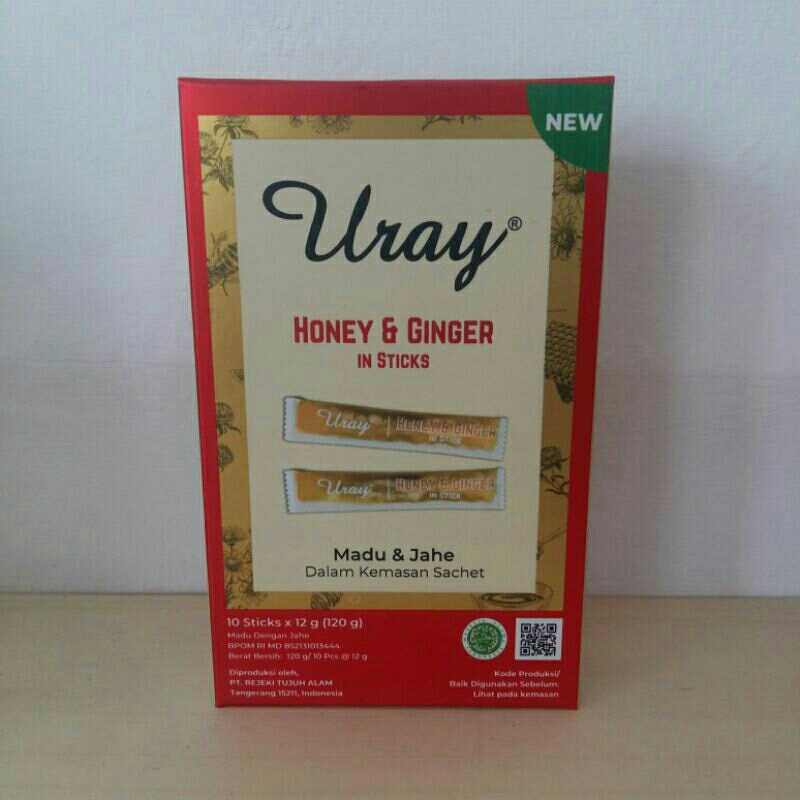 NEW
Uray®
HONEY & GINGER
IN STICKS
Uray | HONEY & GINGER
IN STICK
Uray | HONEY & GINGER
IN STICK
Madu & Jahe
Dalam Kemasan Sachet
10 Sticks x 12 g (120 g)
Madu Dengan Jahe
BPOM RI MD 852131013444
Berat Bersih: 120 g/ 10 Pcs @ 12 g
Diproduksi oleh,
PT. REJEKI TUJUH ALAM
Tangerang 15211, Indonesia
Kode Produksi/
Baik Digunakan Sebelum:
Lihat pada kemasan